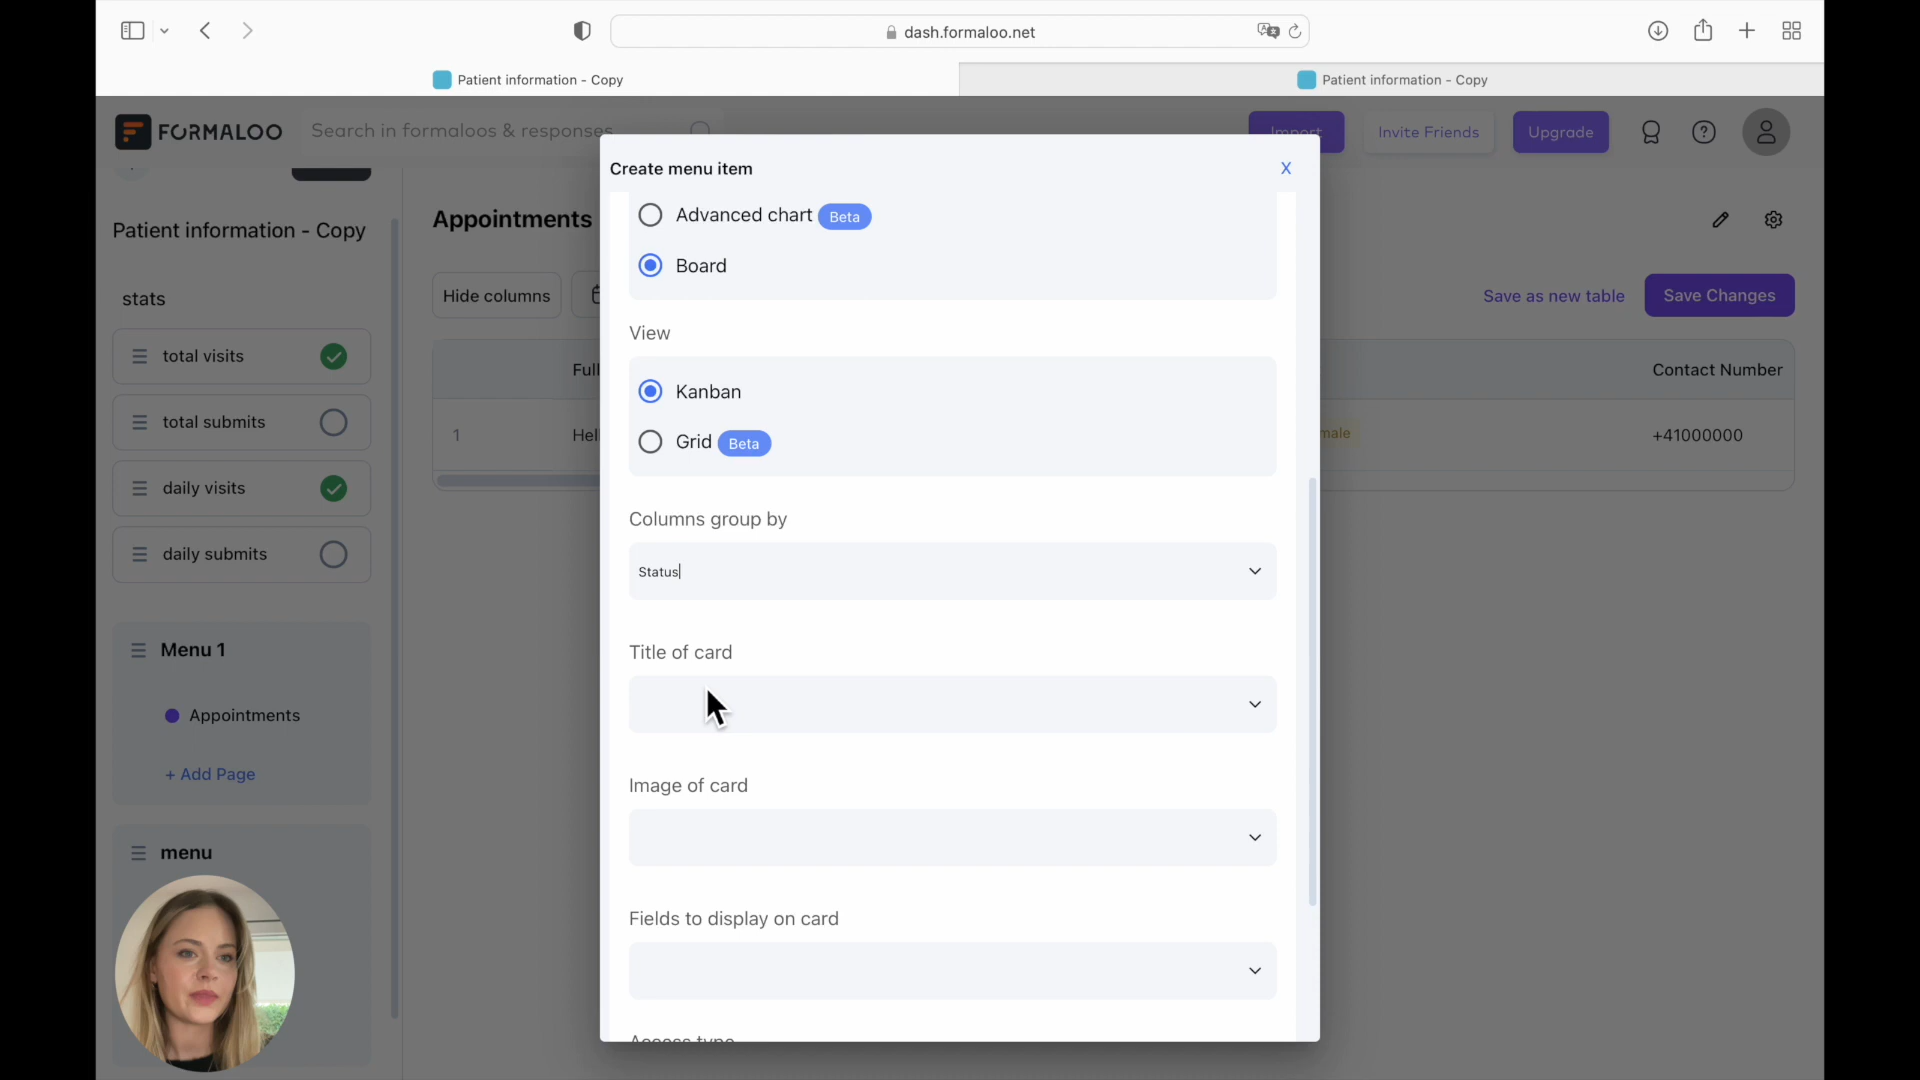 dash.formaloo.net
Patient information - Copy
Patient information - Copy
FORMALOO
Search in formaloos & responses
Import
Invite Friends
Upgrade
Create menu item
X
Patient information - Copy
stats
total visits
total submits
daily visits
daily submits
Menu 1
Appointments
+ Add Page
menu
Appointments
Hide columns
Save as new table
Save Changes
Contact Number
1
+41000000
Advanced chart Beta
Board
View
Kanban
Grid Beta
Columns group by
Status
Title of card
Image of card
Fields to display on card